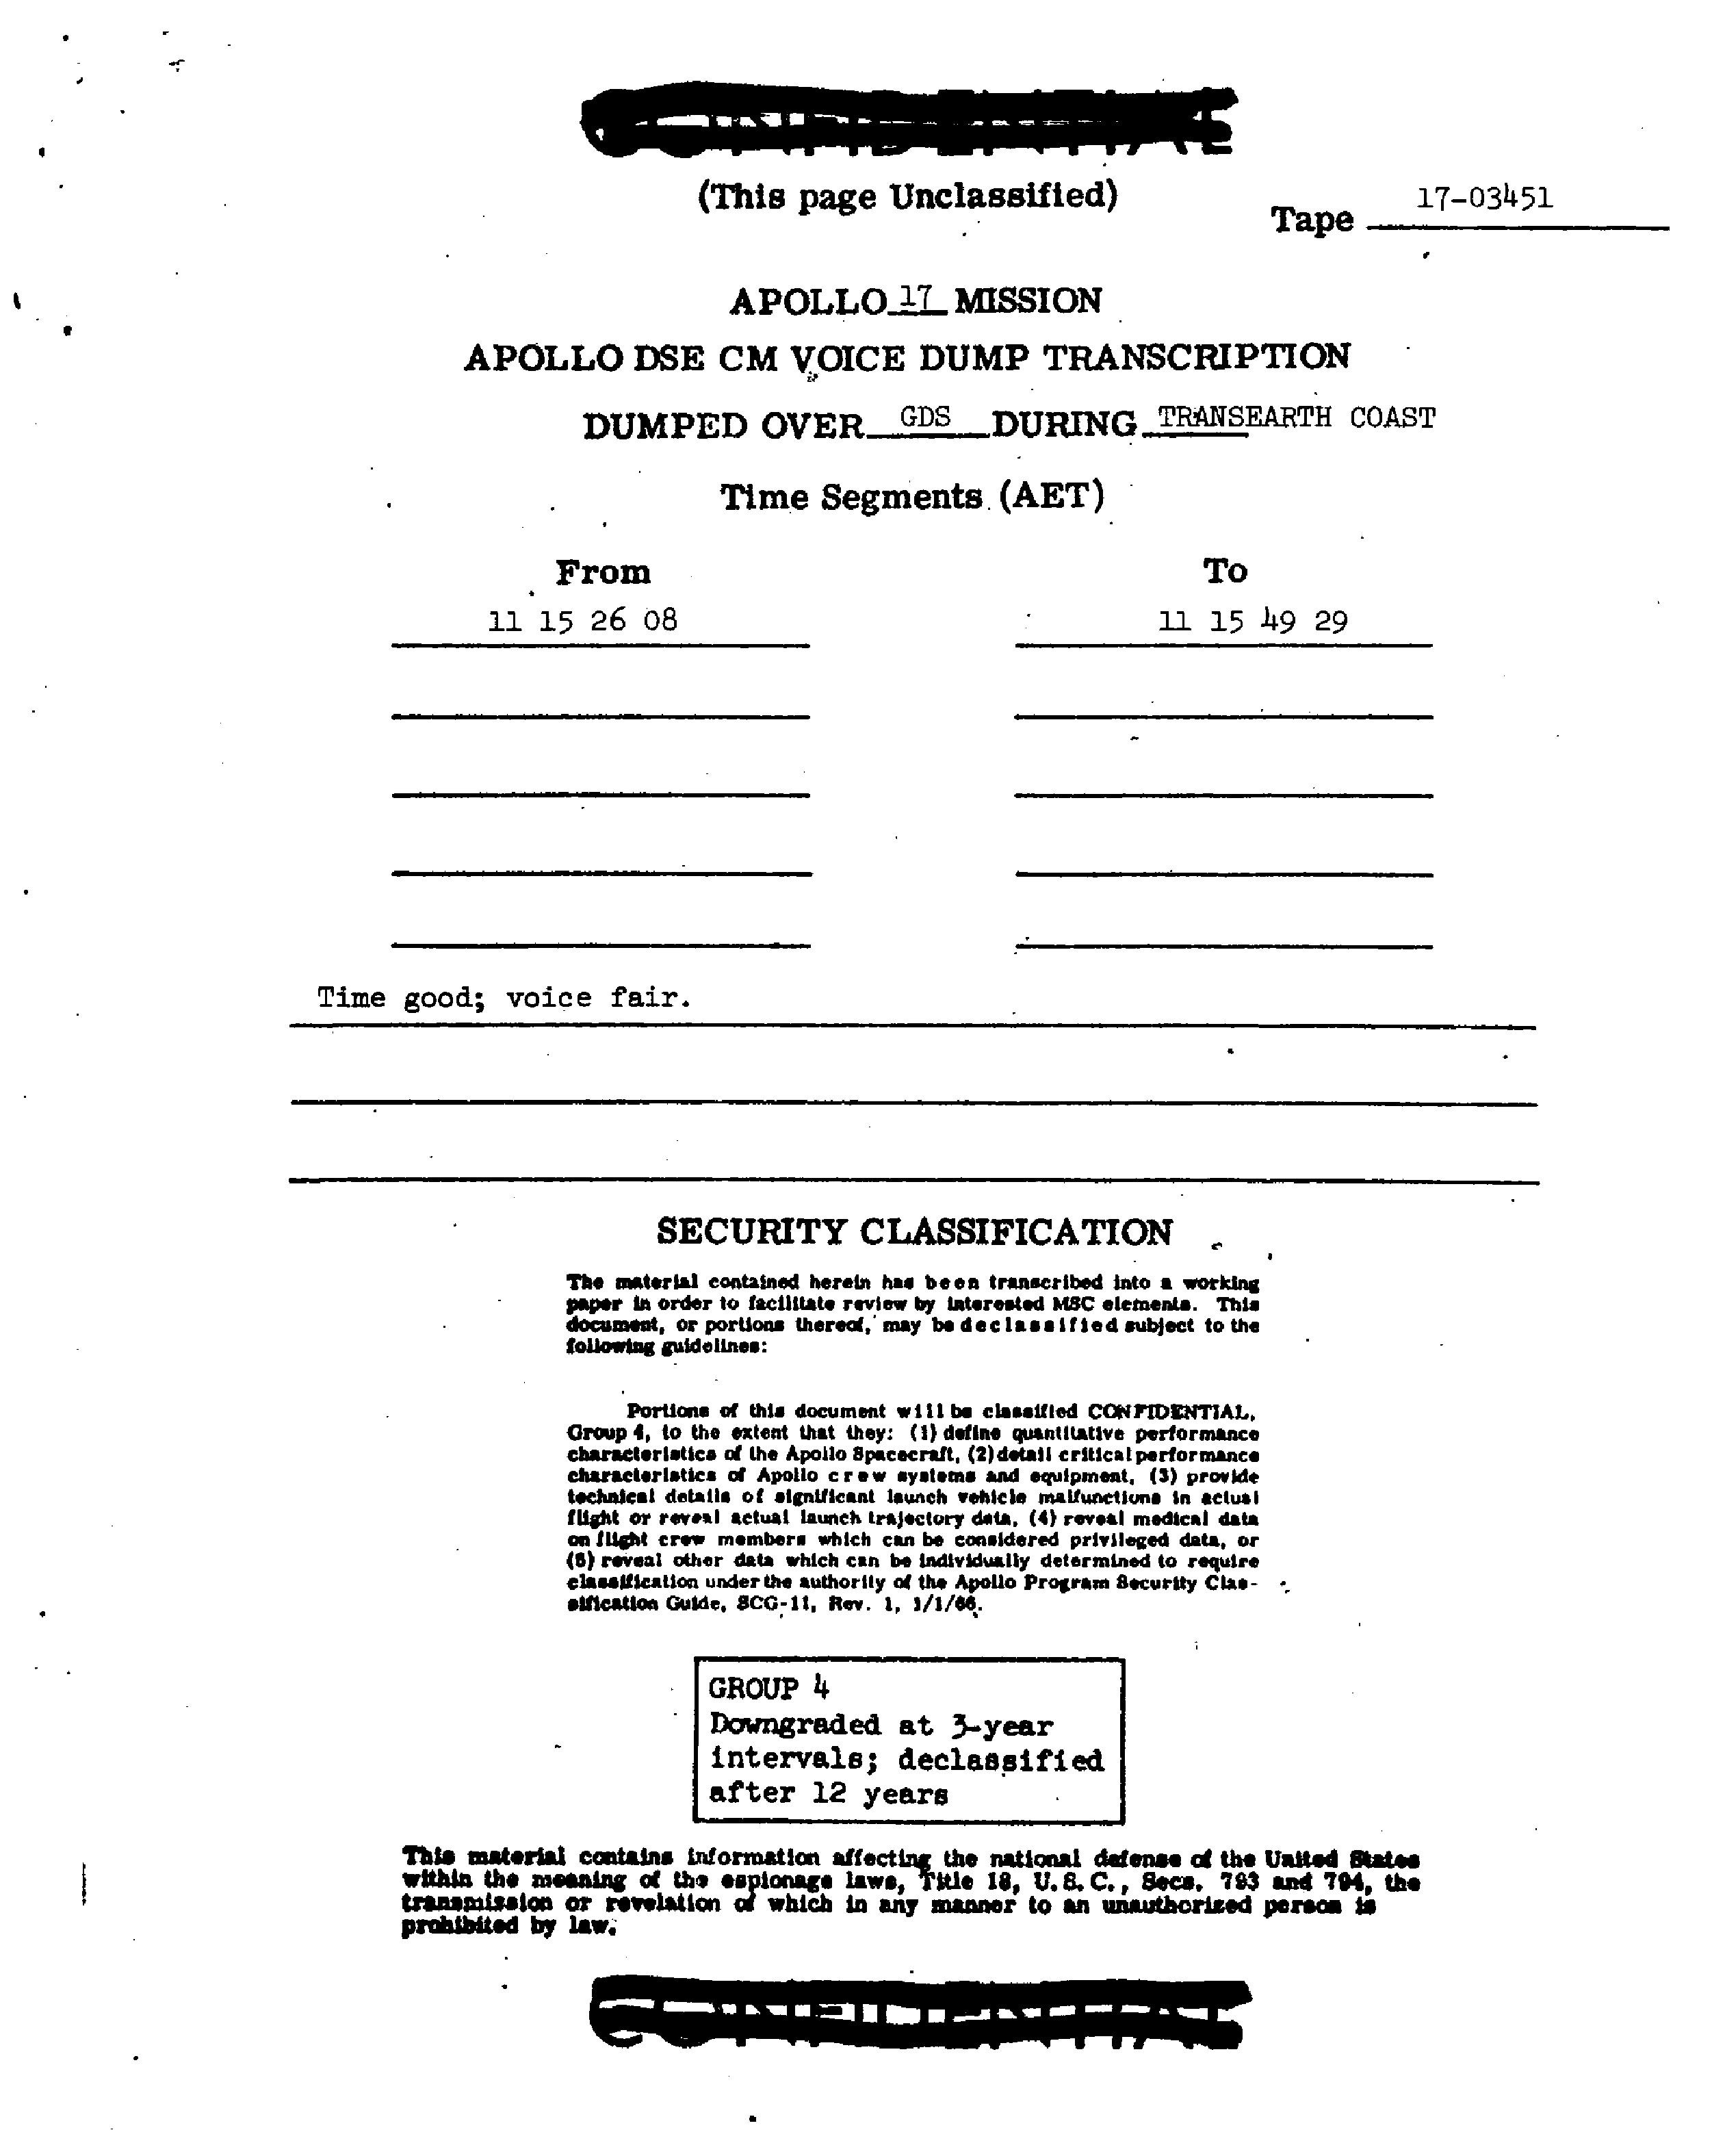 (This page Unclassified)
Tape 17-03451
APOLLO 17 MISSION
APOLLO DSE CM VOICE DUMP TRANSCRIPTION
DUMPED OVER GDS DURING TRANSEARTH COAST
Time Segments (AET)
From To
11 15 26 08 11 15 49 29
Time good; voice fair.
SECURITY CLASSIFICATION
The material contained herein has been transcribed into a working
paper in order to facilitate review by interested MSC elements. This
document, or portions thereof, may be declassified subject to the
following guidelines:
Portions of this document will be classified CONFIDENTIAL,
Group 4, to the extent that they: (1) define quantitative performance
characteristics of the Apollo Spacecraft, (2) detail critical performance
characteristics of Apollo crew systems and equipment, (3) provide
technical details of significant launch vehicle malfunctions in actual
flight or reveal actual launch trajectory data, (4) reveal medical data
on flight crew members which can be considered privileged data, or
(5) reveal other data which can be individually determined to require
classification under the authority of the Apollo Program Security Clas-
sification Guide, SCG-11, Rev. 1, 1/1/66.
GROUP 4
Downgraded at 3-year
intervals; declassified
after 12 years
This material contains information affecting the national defense of the United States
within the meaning of the espionage laws, Title 18, U.S.C., Secs. 793 and 794, the
transmission or revelation of which in any manner to an unauthorized person is
prohibited by law.